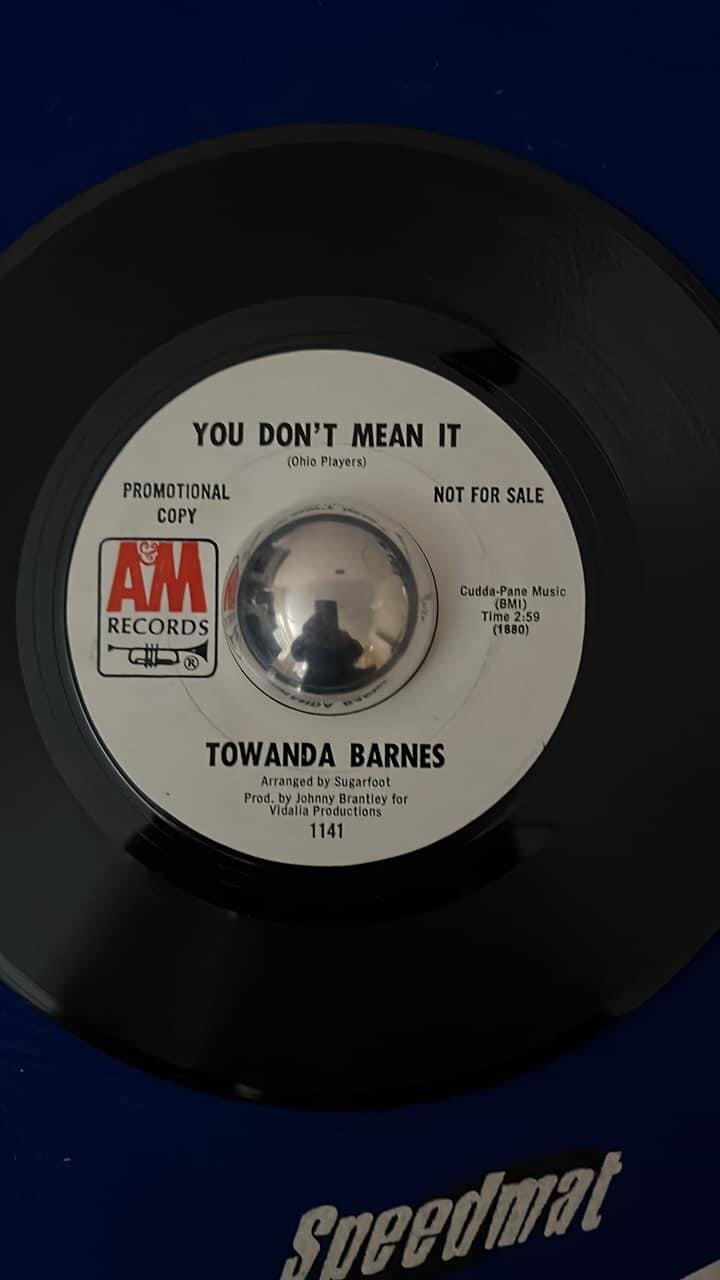 YOU DON'T MEAN IT
(Ohio Players)
PROMOTIONAL
COPY
NOT FOR SALE
A&M
RECORDS
®
Cudda-Pane Music
(BMI)
Time 2:59
(1880)
TOWANDA BARNES
Arranged by Sugarfoot
Prod. by Johnny Brantley for
Vidalia Productions
1141
Speedmat